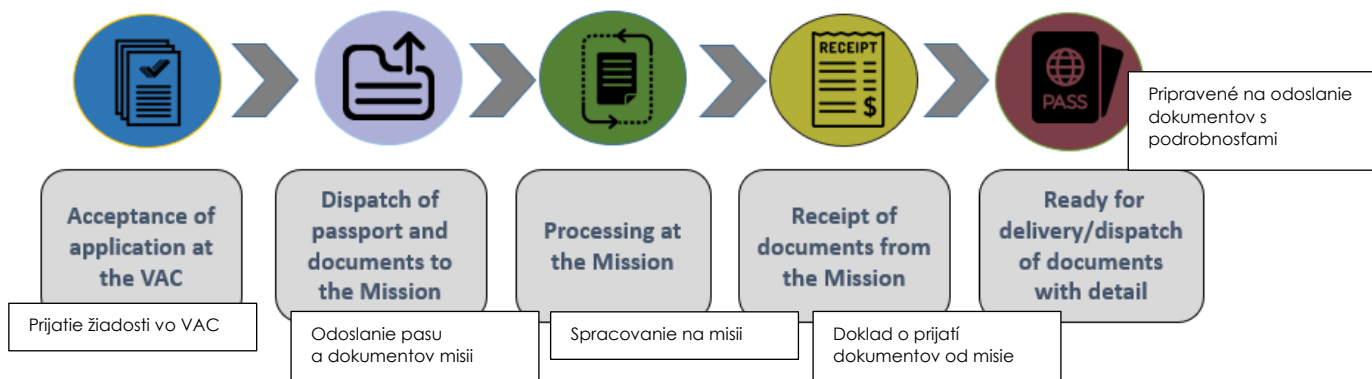 RECEIPT
$
PASS
Pripravené na odoslanie
dokumentov s
podrobnosťami
Acceptance of
application at
the VAC
Dispatch of
passport and
documents to
the Mission
Processing at
the Mission
Receipt of
documents from
the Mission
Ready for
delivery/dispatch
of documents
with detail
Prijatie žiadosti vo VAC
Odoslanie pasu
a dokumentov misii
Spracovanie na misii
Doklad o prijatí
dokumentov od misie